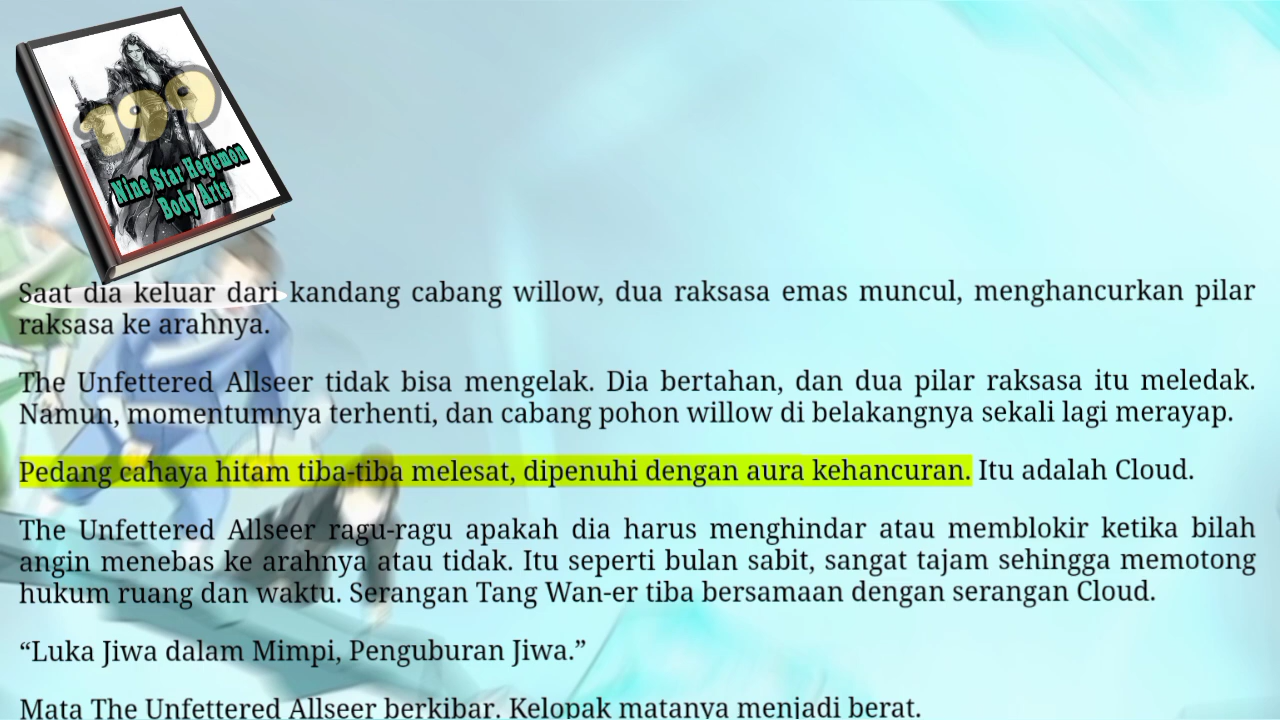 199
Nine Star Hegemon
Body Arts
Saat dia keluar dari kandang cabang willow, dua raksasa emas muncul, menghancurkan pilar
raksasa ke arahnya.
The Unfettered Allseer tidak bisa mengelak. Dia bertahan, dan dua pilar raksasa itu meledak.
Namun, momentumnya terhenti, dan cabang pohon willow di belakangnya sekali lagi merayap.
Pedang cahaya hitam tiba-tiba melesat, dipenuhi dengan aura kehancuran. Itu adalah Cloud.
The Unfettered Allseer ragu-ragu apakah dia harus menghindar atau memblokir ketika bilah
angin menebas ke arahnya atau tidak. Itu seperti bulan sabit, sangat tajam sehingga memotong
hukum ruang dan waktu. Serangan Tang Wan-er tiba bersamaan dengan serangan Cloud.
“Luka Jiwa dalam Mimpi, Penguburan Jiwa.”
Mata The Unfettered Allseer berkibar. Kelopak matanya menjadi berat.